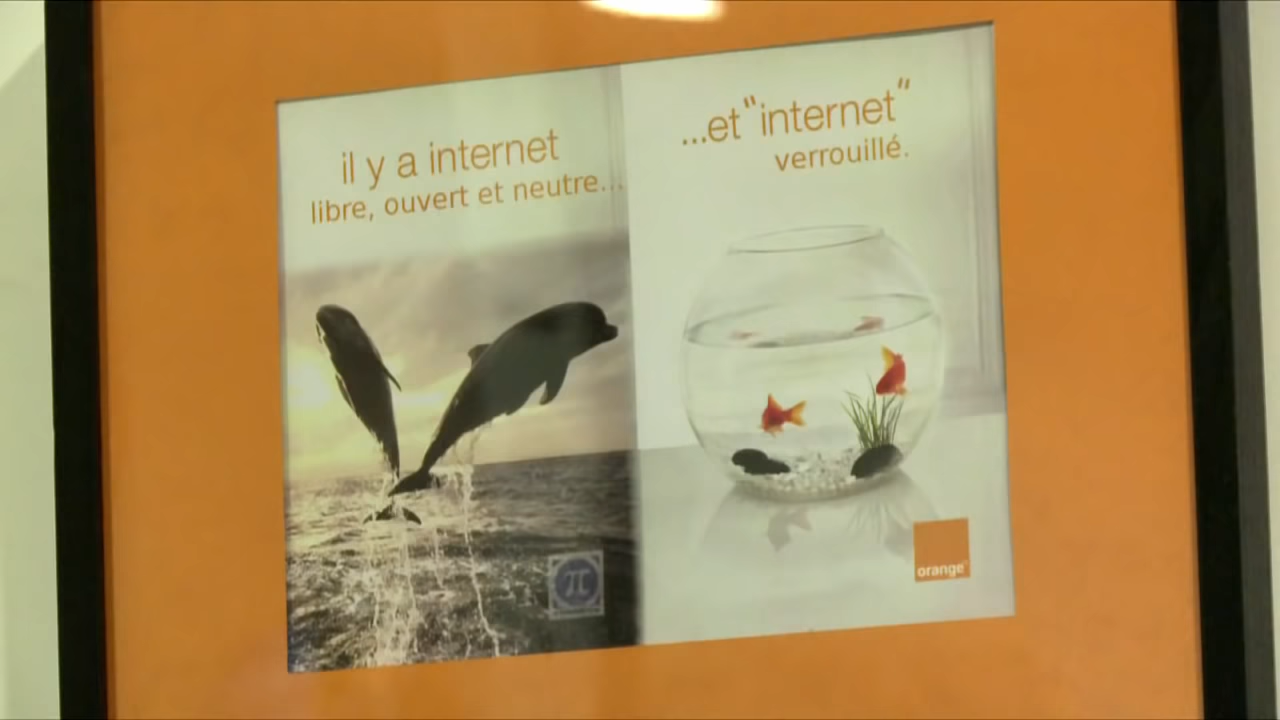 il y a internet
libre, ouvert et neutre...
...et "internet"
verrouillé.
π
orange